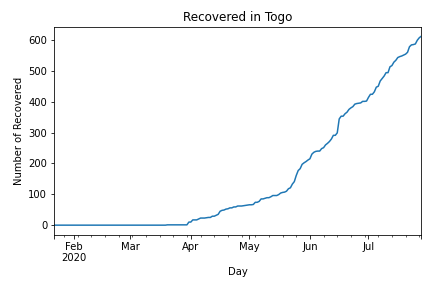 Recovered in Togo
Number of Recovered
600
500
400
300
200
100
0
Feb
2020
Mar
Apr
May
Jun
Jul
Day